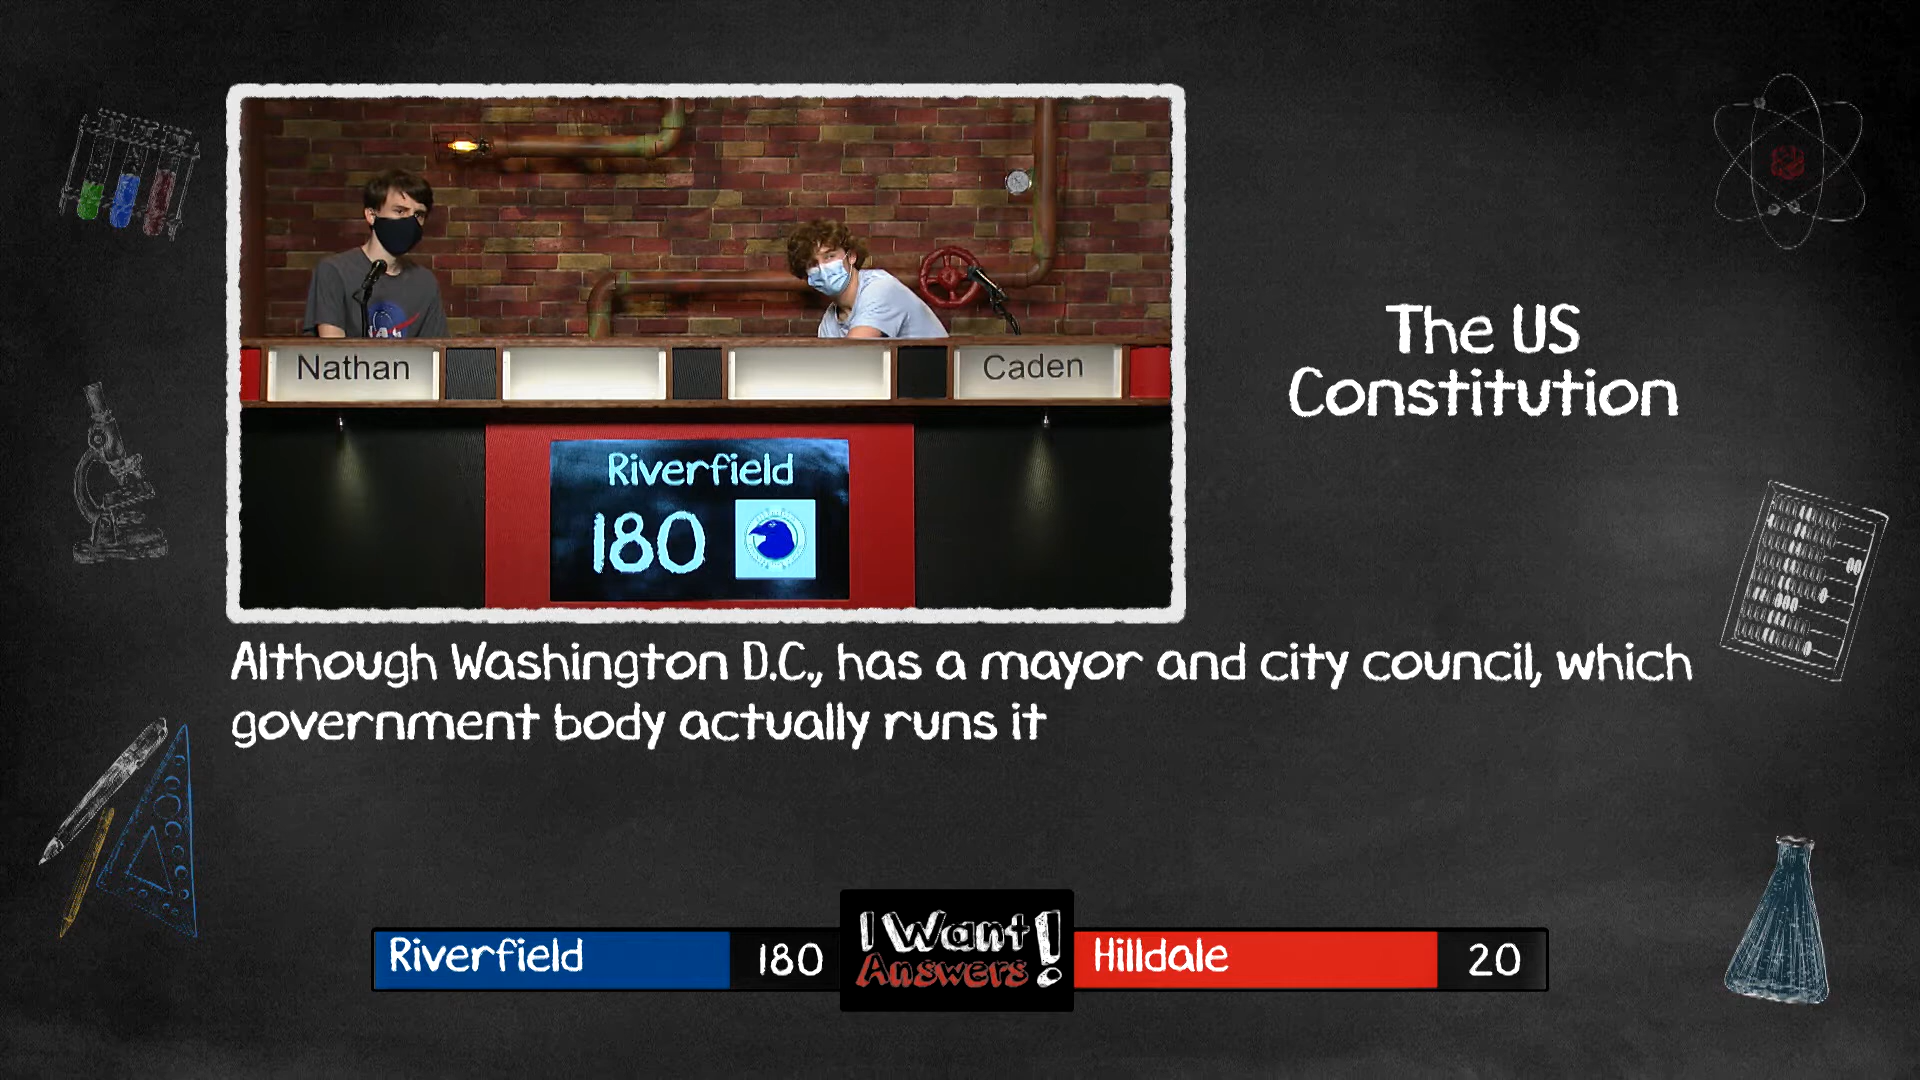 The US
Constitution
Nathan
Caden
Riverfield
180
Although Washington D.C., has a mayor and city council, which
government body actually runs it
Riverfield 180
I Want
Answers!
Hilldale 20